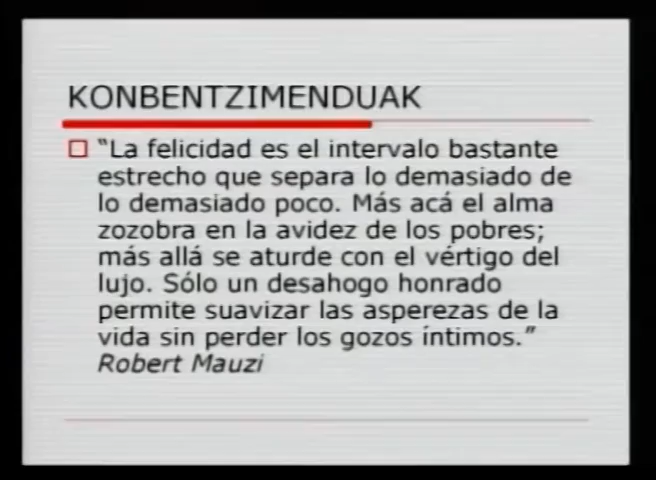 KONBENTZIMENDUAK
"La felicidad es el intervalo bastante
estrecho que separa lo demasiado de
lo demasiado poco. Más acá el alma
zozobra en la avidez de los pobres;
más allá se aturde con el vértigo del
lujo. Sólo un desahogo honrado
permite suavizar las asperezas de la
vida sin perder los gozos íntimos."
Robert Mauzi